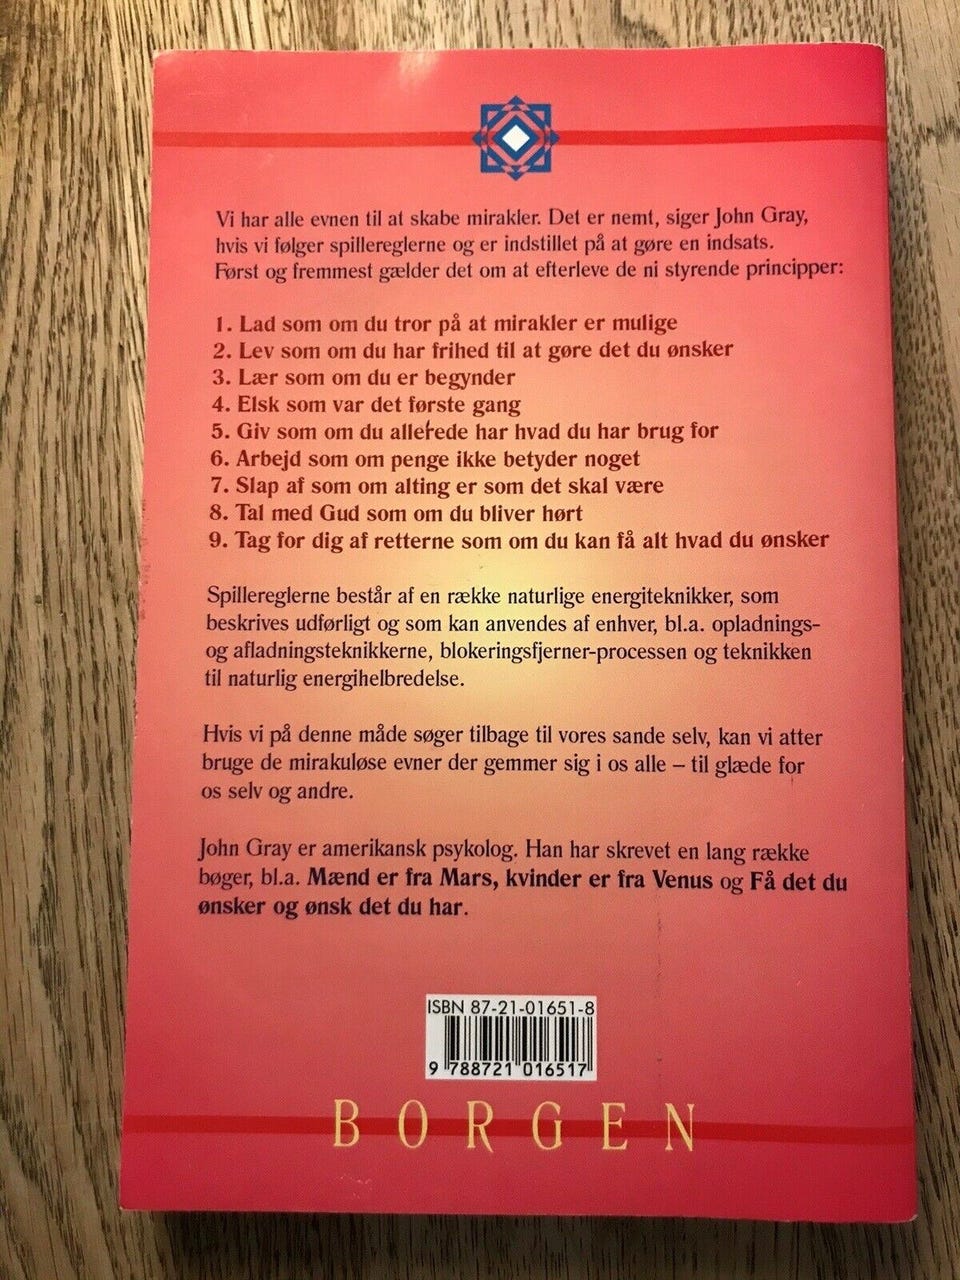 Vi har alle evnen til at skabe mirakler. Det er nemt, siger John Gray,
hvis vi følger spillereglerne og er indstillet på at gøre en indsats.
Først og fremmest gælder det om at efterleve de ni styrende principper:
1. Lad som om du tror på at mirakler er mulige
2. Lev som om du har frihed til at gøre det du ønsker
3. Lær som om du er begynder
4. Elsk som var det første gang
5. Giv som om du allerede har hvad du har brug for
6. Arbejd som om penge ikke betyder noget
7. Slap af som om alting er som det skal være
8. Tal med Gud som om du bliver hørt
9. Tag for dig af retterne som om du kan få alt hvad du ønsker
Spillereglerne består af en række naturlige energiteknikker, som
beskrives udførligt og som kan anvendes af enhver, bl.a. opladnings-
og afladningsteknikkerne, blokeringsfjerner-processen og teknikken
til naturlig energihelbredelse.
Hvis vi på denne måde søger tilbage til vores sande selv, kan vi atter
bruge de mirakuløse evner der gemmer sig i os alle – til glæde for
os selv og andre.
John Gray er amerikansk psykolog. Han har skrevet en lang række
bøger, bl.a. Mænd er fra Mars, kvinder er fra Venus og Få det du
ønsker og ønsk det du har.
ISBN 87-21-01651-8
9 788721 016517
BORGEN